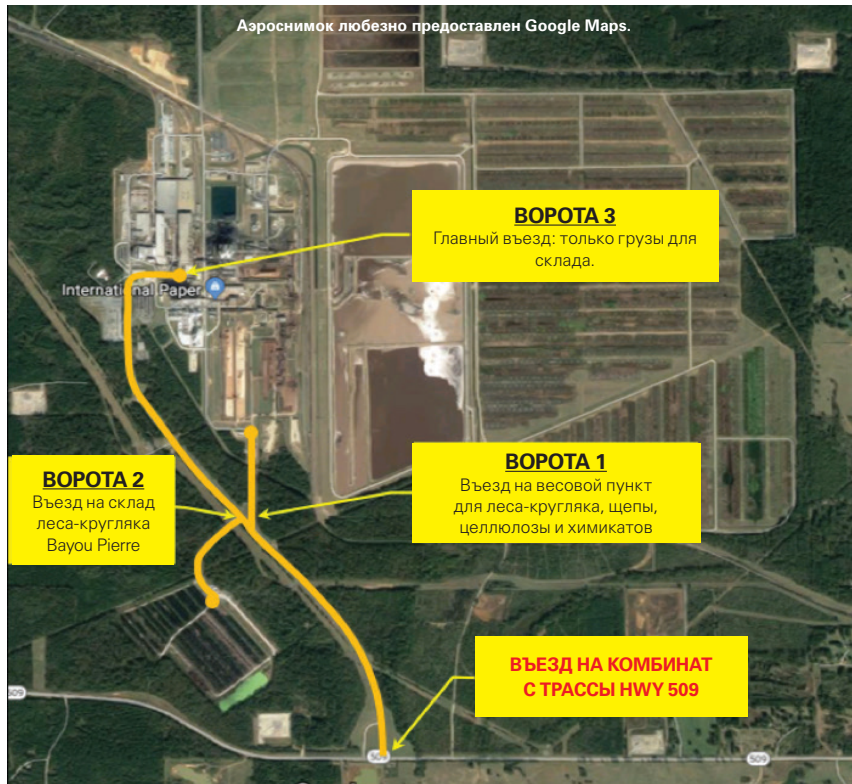 Аэроснимок любезно предоставлен Google Maps.
ВОРОТА 3
Главный въезд: только грузы для
склада.
International Paper
ВОРОТА 2
Въезд на склад
леса-кругляка
Bayou Pierre
ВОРОТА 1
Въезд на весовой пункт
для леса-кругляка, щепы,
целлюлозы и химикатов
ВЪЕЗД НА КОМБИНАТ
С ТРАССЫ HWY 509
509
509
509